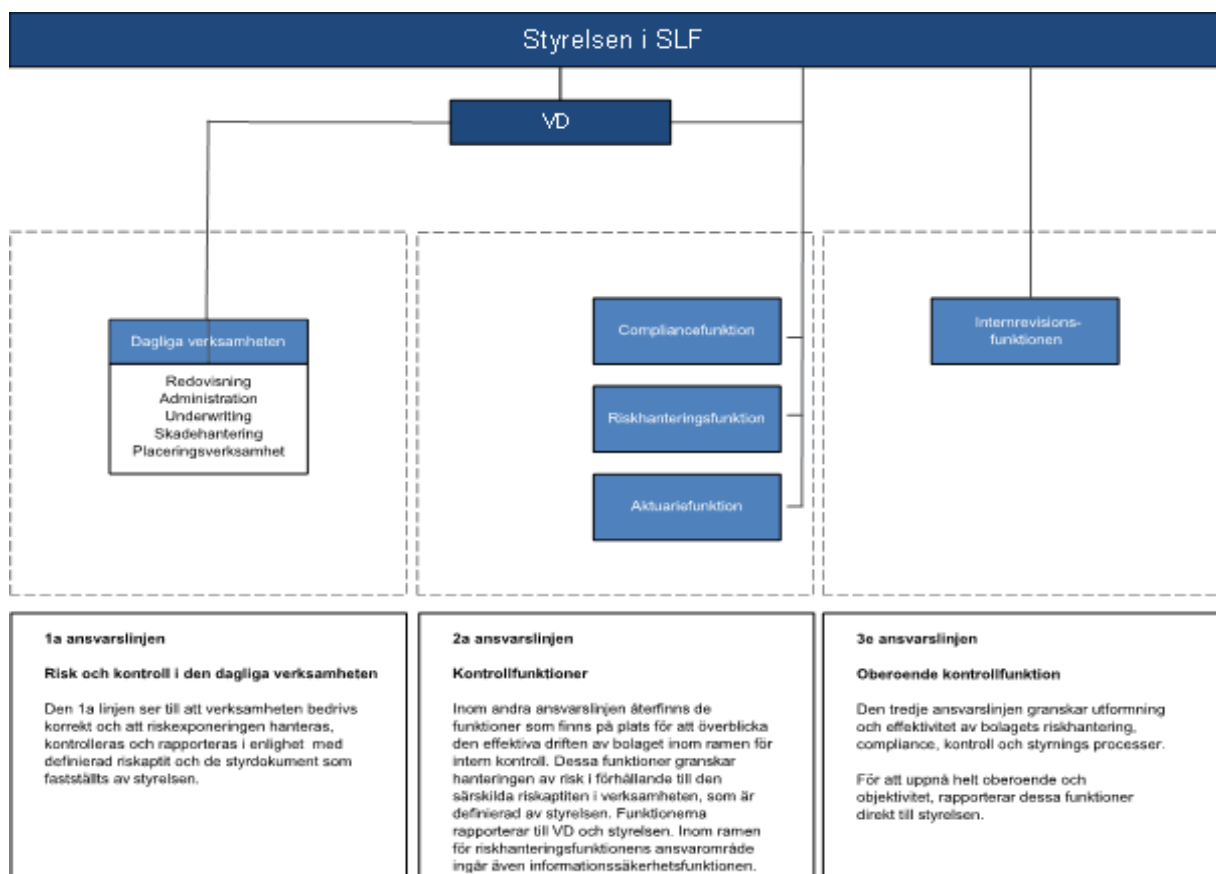 Styrelsen i SLF
VD
Dagliga verksamheten
Redovisning
Administration
Underwriting
Skadehantering
Placeringsverksamhet
Compliancefunktion
Riskhanteringsfunktion
Aktuariefunktion
Internrevisions-
funktionen
1a ansvarslinjen
Risk och kontroll i den dagliga verksamheten
Den 1a linjen ser till att verksamheten bedrivs
korrekt och att riskexponeringen hanteras,
kontrolleras och rapporteras i enlighet med
definierad riskaptit och de styrdokument som
fastställts av styrelsen.
2a ansvarslinjen
Kontrollfunktioner
Inom andra ansvarslinjen återfinns de
funktioner som finns på plats för att överblicka
den effektiva driften av bolaget inom ramen för
intern kontroll. Dessa funktioner granskar
hanteringen av risk i förhållande till den
särskilda riskaptiten i verksamheten, som är
definierad av styrelsen. Funktionerna
rapporterar till VD och styrelsen. Inom ramen
för riskhanteringsfunktionens ansvarområde
ingår även informationssäkerhetsfunktionen.
3e ansvarslinjen
Oberoende kontrollfunktion
Den tredje ansvarslinjen granskar utformning
och effektivitet av bolagets riskhantering,
compliance, kontroll och styrnings processer.
För att uppnå helt oberoende och
objektivitet, rapporterar dessa funktioner
direkt till styrelsen.